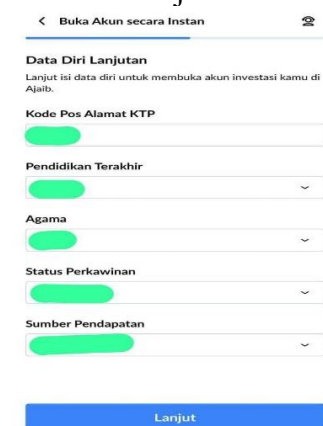 Buka Akun secara Instan
Data Diri Lanjutan
Lanjut isi data diri untuk membuka akun investasi kamu di
Ajaib.
Kode Pos Alamat KTP
Pendidikan Terakhir
Agama
Status Perkawinan
Sumber Pendapatan
Lanjut